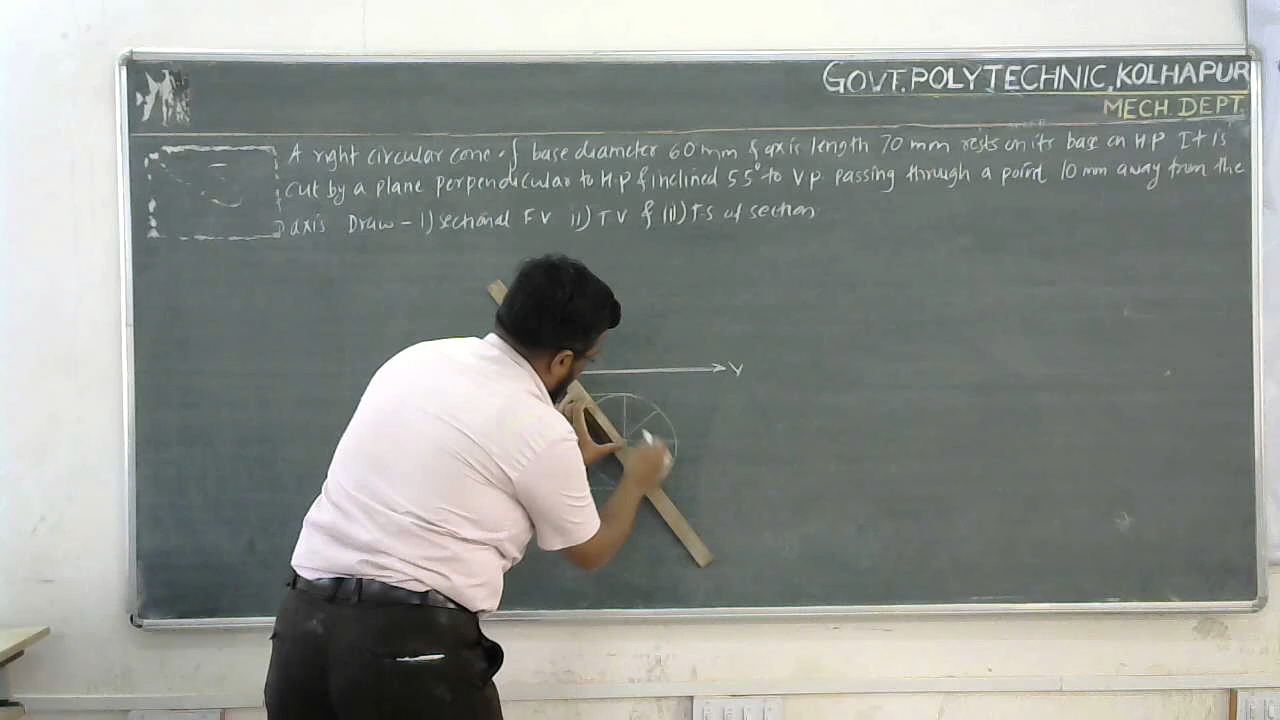 GOVT.POLYTECHNIC,KOLHAPUR
MECH DEPT.
A right circular cone of base diameter 60 mm & axis length 70 mm rests on its base on HP It is
cut by a plane perpendicular to H.P & inclined 55° to VP passing through a point 10 mm away from the
axis Draw - i) sectional FV ii) TV & iii) T.S of section
Y